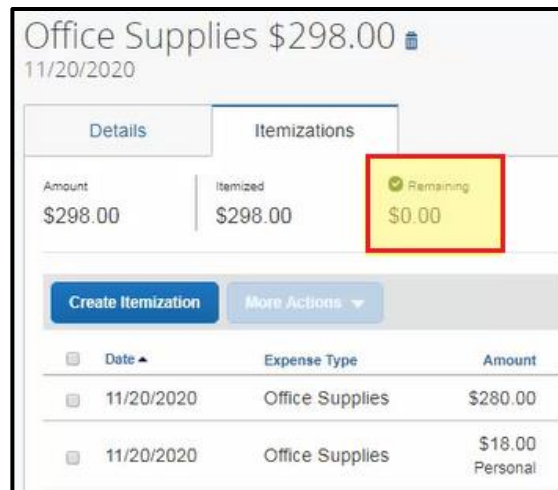 Office Supplies $298.00
11/20/2020
Details Itemizations
Amount Itemized Remaining
$298.00 $298.00 $0.00
Create Itemization More Actions
Date Expense Type Amount
11/20/2020 Office Supplies $280.00
11/20/2020 Office Supplies $18.00
Personal